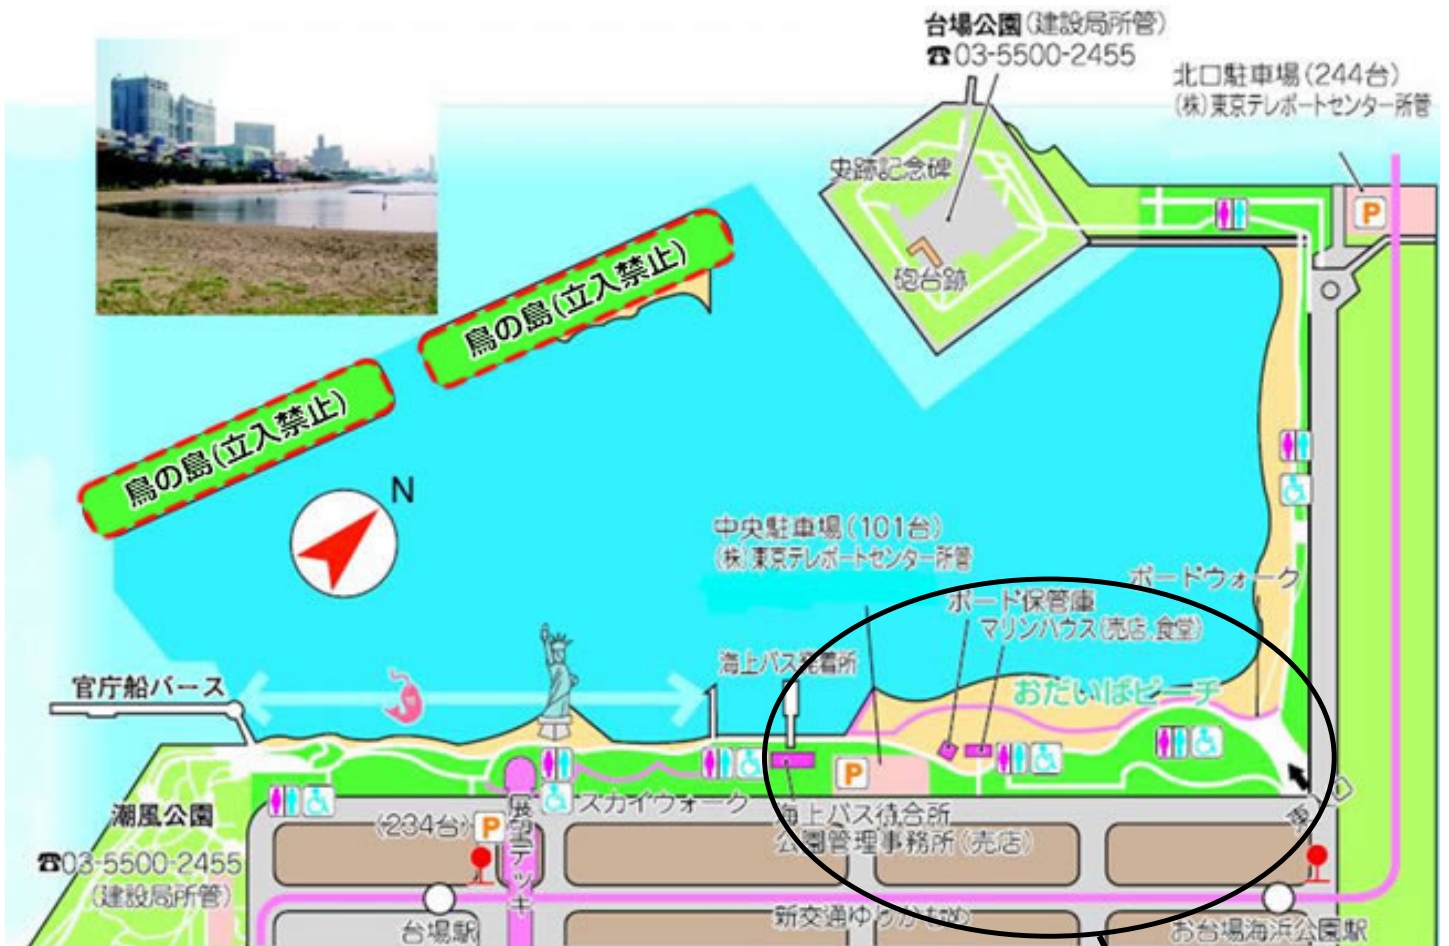 台場公園(建設局所管)
☎03-5500-2455
北口駐車場(244台)
(株)東京テレポートセンター所管
P
史跡記念碑
砲台跡
鳥の島(立入禁止)
鳥の島(立入禁止)
N
中央駐車場(101台)
(株)東京テレポートセンター所管
ボードウォーク
ボード保管庫
マリンハウス(売店、食堂)
海上バス発着所
おだいばビーチ
官庁船バース
P
潮風公園
☎03-5500-2455
(建設局所管)
(234台)
P
展望デッキ
スカイウォーク
海上バス待合所
公園管理事務所(売店)
新交通ゆりかもめ
台場駅
お台場海浜公園駅